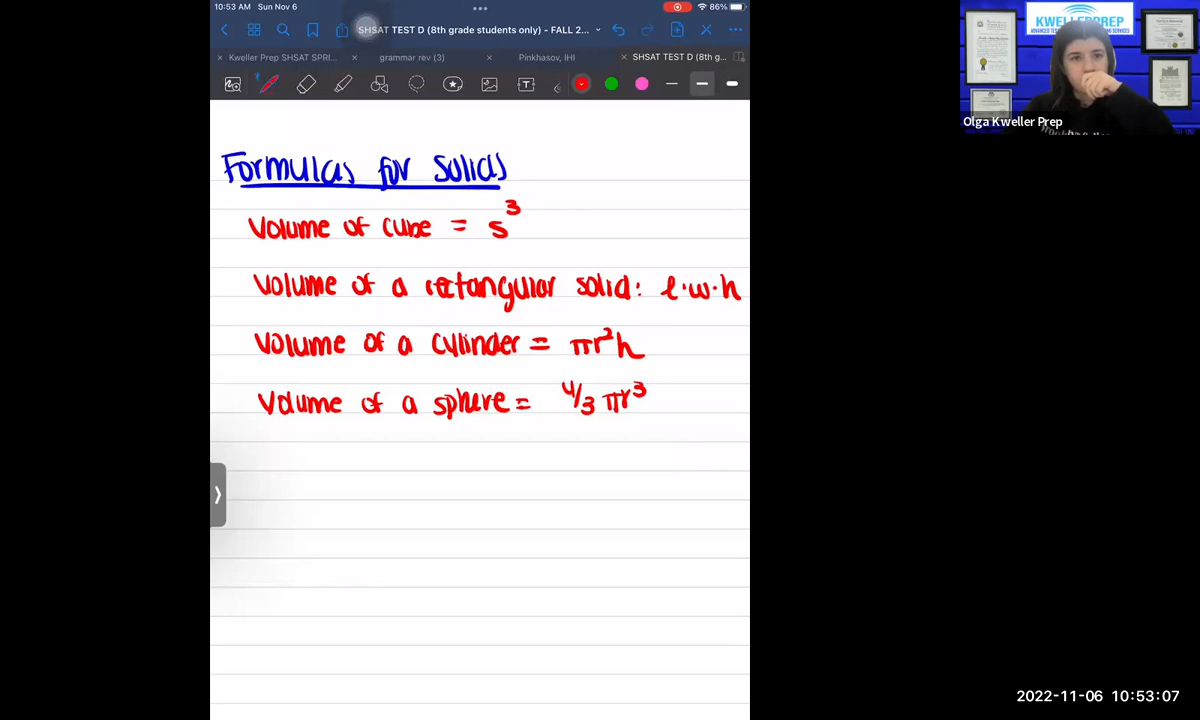 10:53 AM Sun Nov 6
86%
SHSAT TEST D (8th grade students only) - FALL 2...
Kweller Prep SHSAT SPRI...
grammar rev (3)
Pinkhasov, IHI
SHSAT TEST D (8th g...
Formulas for Solids
Volume of cube = s³
Volume of a rectangular solid: l·w·h
Volume of a cylinder = πr²h
Volume of a sphere = 4/3 πr³
KWELLERPREP
Olga Kweller Prep
2022-11-06 10:53:07